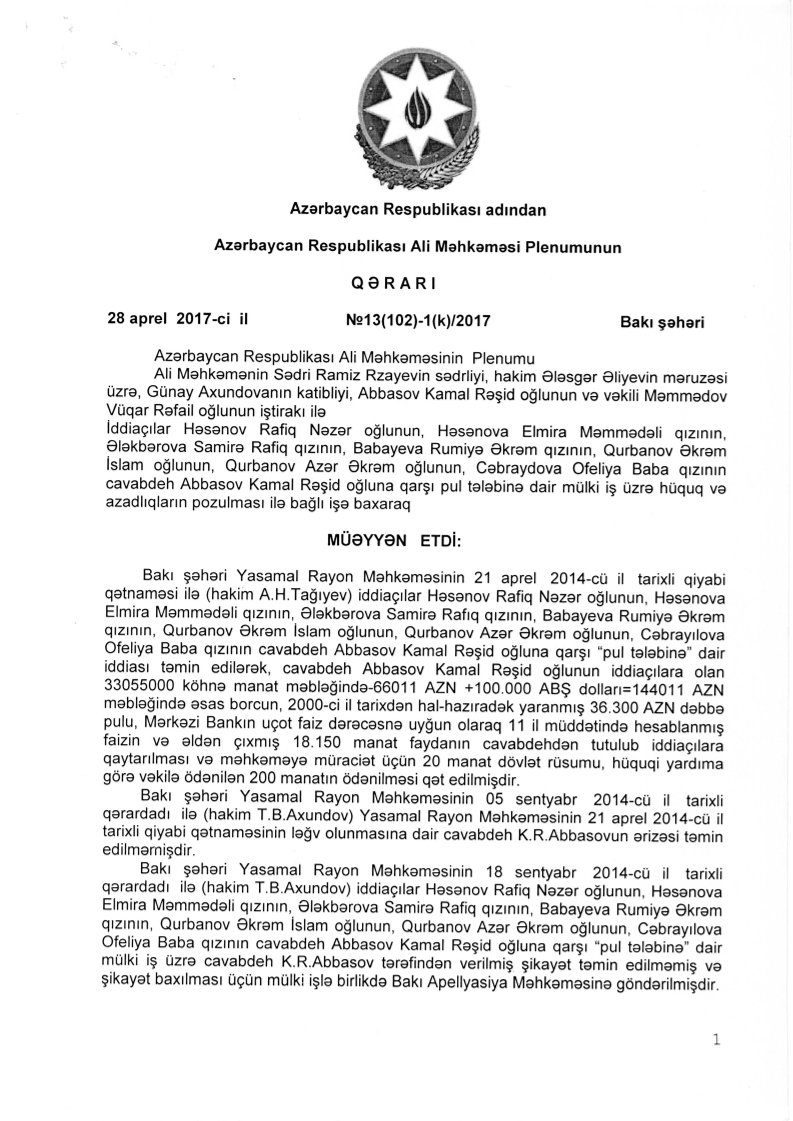 Azərbaycan Respublikası adından
Azərbaycan Respublikası Ali Məhkəməsi Plenumunun
QƏRARI
28 aprel 2017-ci il №13(102)-1(k)/2017 Bakı şəhəri
Azərbaycan Respublikası Ali Məhkəməsinin Plenumu
Ali Məhkəmənin Sədri Ramiz Rzayevin sədrliyi, hakim Ələsgər Əliyevin məruzəsi
üzrə, Günay Axundovanın katibliyi, Abbasov Kamal Rəşid oğlunun və vəkili Məmmədov
Vüqar Rəfail oğlunun iştirakı ilə
İddiaçılar Həsənov Rafiq Nəzər oğlunun, Həsənova Elmira Məmmədəli qızının,
Ələkbərova Samirə Rafiq qızının, Babayeva Rumiyə Əkrəm qızının, Qurbanov Əkrəm
İslam oğlunun, Qurbanov Azər Əkrəm oğlunun, Cəbraydova Ofeliya Baba qızının
cavabdeh Abbasov Kamal Rəşid oğluna qarşı pul tələbinə dair mülki iş üzrə hüquq və
azadlıqların pozulması ilə bağlı işə baxaraq
MÜƏYYƏN ETDİ:
Bakı şəhəri Yasamal Rayon Məhkəməsinin 21 aprel 2014-cü il tarixli qiyabi
qətnaməsi ilə (hakim A.H.Tağıyev) iddiaçılar Həsənov Rafiq Nəzər oğlunun, Həsənova
Elmira Məmmədəli qızının, Ələkbərova Samirə Rafıq qızının, Babayeva Rumiyə Əkrəm
qızının, Qurbanov Əkrəm İslam oğlunun, Qurbanov Azər Əkrəm oğlunun, Cəbrayılova
Ofeliya Baba qızının cavabdeh Abbasov Kamal Rəşid oğluna qarşı “pul tələbinə” dair
iddiası təmin edilərək, cavabdeh Abbasov Kamal Rəşid oğlunun iddiaçılara olan
33055000 köhnə manat məbləğində-66011 AZN +100.000 ABŞ dolları=144011 AZN
məbləğində əsas borcun, 2000-ci il tarixdən hal-hazıradək yaranmış 36.300 AZN dəbbə
pulu, Mərkəzi Bankın uçot faiz dərəcəsnə uyğun olaraq 11 il müddətində hesablanmış
faizin və əldən çıxmış 18.150 manat faydanın cavabdehdən tutulub iddiaçılara
qaytarılması və məhkəməyə müraciət üçün 20 manat dövlət rüsumu, hüquqi yardıma
görə vəkilə ödənilən 200 manatın ödənilməsi qət edilmişdir.
Bakı şəhəri Yasamal Rayon Məhkəməsinin 05 sentyabr 2014-cü il tarixli
qərardadı ilə (hakim T.B.Axundov) Yasamal Rayon Məhkəməsinin 21 aprel 2014-cü il
tarixli qiyabi qətnaməsinin ləğv olunmasına dair cavabdeh K.R.Abbasovun ərizəsi təmin
edilməmişdir.
Bakı şəhəri Yasamal Rayon Məhkəməsinin 18 sentyabr 2014-cü il tarixli
qərardadı ilə (hakim T.B.Axundov) iddiaçılar Həsənov Rafiq Nəzər oğlunun, Həsənova
Elmira Məmmədəli qızının, Ələkbərova Samirə Rafiq qızının, Babayeva Rumiyə Əkrəm
qızının, Qurbanov Əkrəm İslam oğlunun, Qurbanov Azər Əkrəm oğlunun, Cəbrayılova
Ofeliya Baba qızının cavabdeh Abbasov Kamal Rəşid oğluna qarşı “pul tələbinə” dair
mülki iş üzrə cavabdeh K.R.Abbasov tərəfindən verilmiş şikayət təmin edilməmiş və
şikayət baxılması üçün mülki işlə birlikdə Bakı Apellyasiya Məhkəməsinə göndərilmişdir.
1